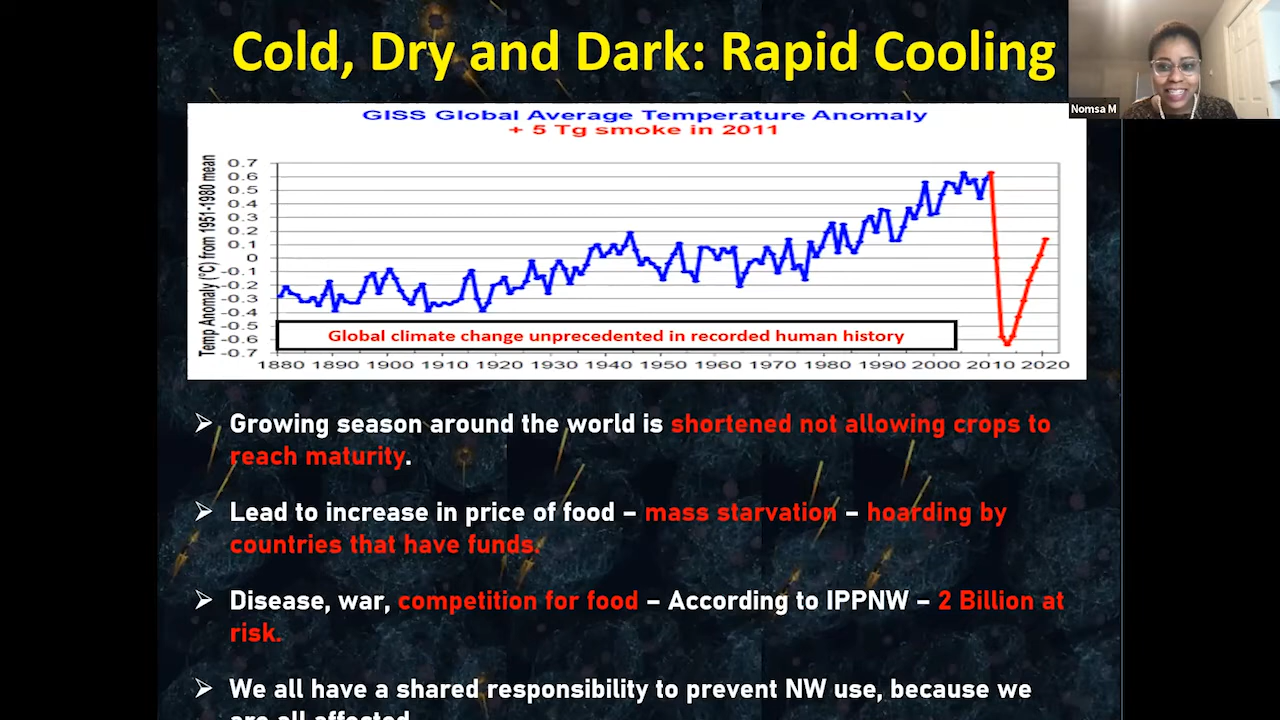 Cold, Dry and Dark: Rapid Cooling
Nomsa M
GISS Global Average Temperature Anomaly
+ 5 Tg smoke in 2011
Temp Anomaly (°C) from 1951-1980 mean
0.7
0.6
0.5
0.4
0.3
0.2
0.1
0
-0.1
-0.2
-0.3
-0.4
-0.5
-0.6
-0.7
Global climate change unprecedented in recorded human history
1880 1890 1900 1910 1920 1930 1940 1950 1960 1970 1980 1990 2000 2010 2020
➢ Growing season around the world is shortened not allowing crops to
reach maturity.
➢ Lead to increase in price of food – mass starvation – hoarding by
countries that have funds.
➢ Disease, war, competition for food – According to IPPNW – 2 Billion at
risk.
➢ We all have a shared responsibility to prevent NW use, because we
are all affected